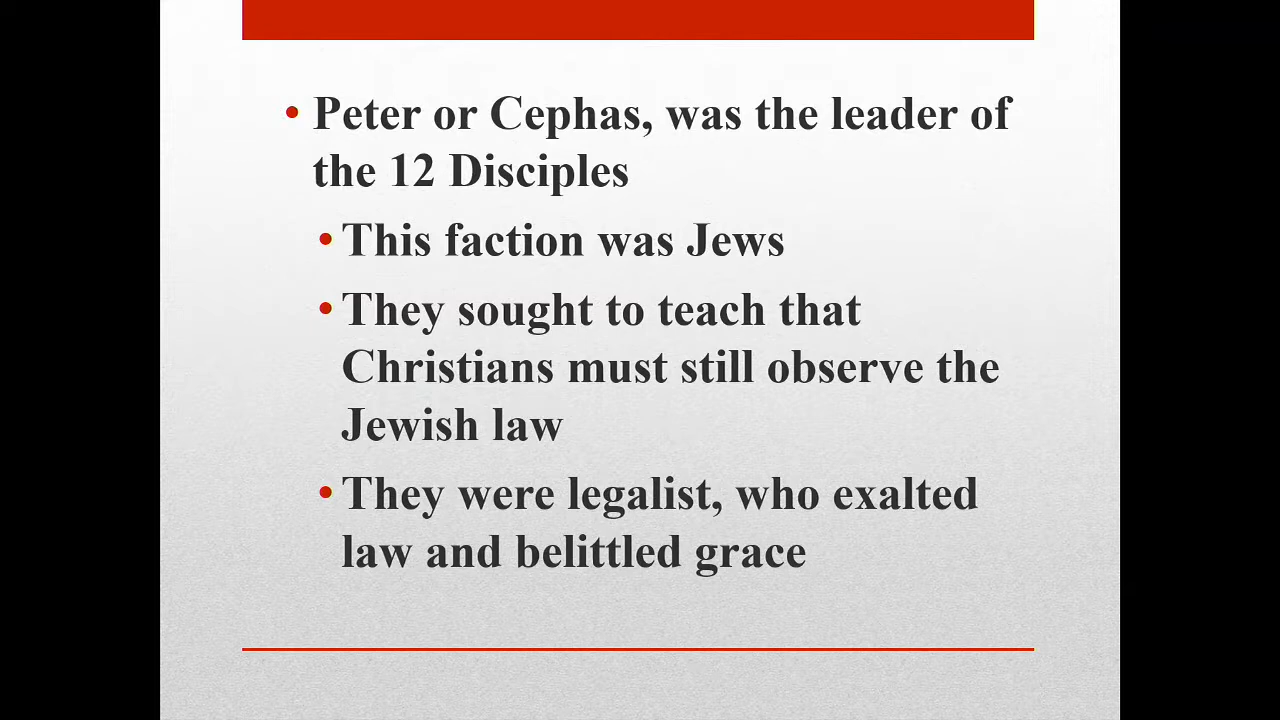 • Peter or Cephas, was the leader of
the 12 Disciples
• This faction was Jews
• They sought to teach that
Christians must still observe the
Jewish law
• They were legalist, who exalted
law and belittled grace